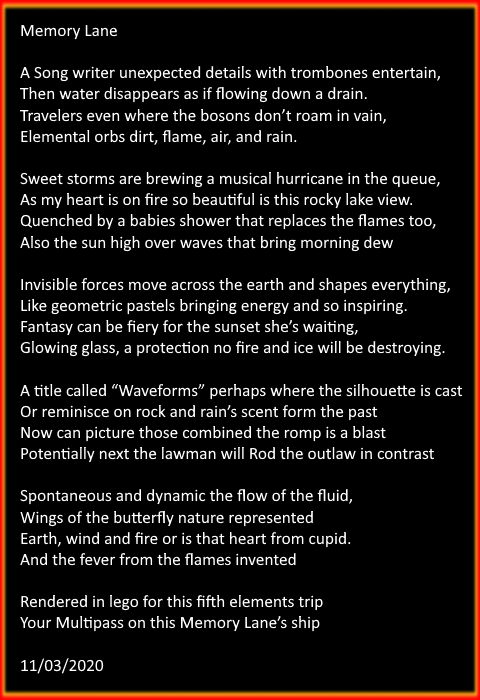 Memory Lane
A Song writer unexpected details with trombones entertain,
Then water disappears as if flowing down a drain.
Travelers even where the bosons don’t roam in vain,
Elemental orbs dirt, flame, air, and rain.
Sweet storms are brewing a musical hurricane in the queue,
As my heart is on fire so beautiful is this rocky lake view.
Quenched by a babies shower that replaces the flames too,
Also the sun high over waves that bring morning dew
Invisible forces move across the earth and shapes everything,
Like geometric pastels bringing energy and so inspiring.
Fantasy can be fiery for the sunset she’s waiting,
Glowing glass, a protection no fire and ice will be destroying.
A title called “Waveforms” perhaps where the silhouette is cast
Or reminisce on rock and rain’s scent form the past
Now can picture those combined the romp is a blast
Potentially next the lawman will Rod the outlaw in contrast
Spontaneous and dynamic the flow of the fluid,
Wings of the butterfly nature represented
Earth, wind and fire or is that heart from cupid.
And the fever from the flames invented
Rendered in lego for this fifth elements trip
Your Multipass on this Memory Lane’s ship
11/03/2020